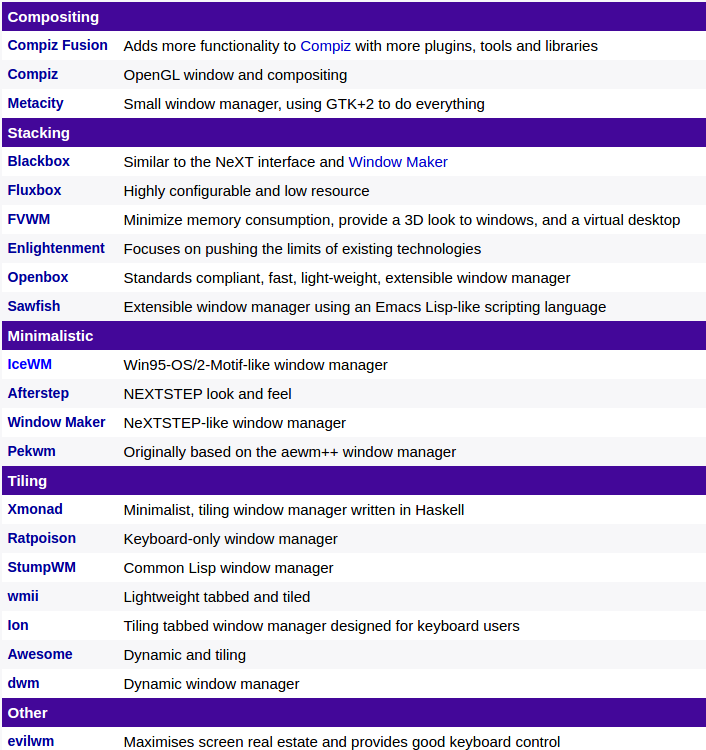 Compositing
Compiz Fusion Adds more functionality to Compiz with more plugins, tools and libraries
Compiz OpenGL window and compositing
Metacity Small window manager, using GTK+2 to do everything
Stacking
Blackbox Similar to the NeXT interface and Window Maker
Fluxbox Highly configurable and low resource
FVWM Minimize memory consumption, provide a 3D look to windows, and a virtual desktop
Enlightenment Focuses on pushing the limits of existing technologies
Openbox Standards compliant, fast, light-weight, extensible window manager
Sawfish Extensible window manager using an Emacs Lisp-like scripting language
Minimalistic
IceWM Win95-OS/2-Motif-like window manager
Afterstep NEXTSTEP look and feel
Window Maker NeXTSTEP-like window manager
Pekwm Originally based on the aewm++ window manager
Tiling
Xmonad Minimalist, tiling window manager written in Haskell
Ratpoison Keyboard-only window manager
StumpWM Common Lisp window manager
wmii Lightweight tabbed and tiled
Ion Tiling tabbed window manager designed for keyboard users
Awesome Dynamic and tiling
dwm Dynamic window manager
Other
evilwm Maximises screen real estate and provides good keyboard control